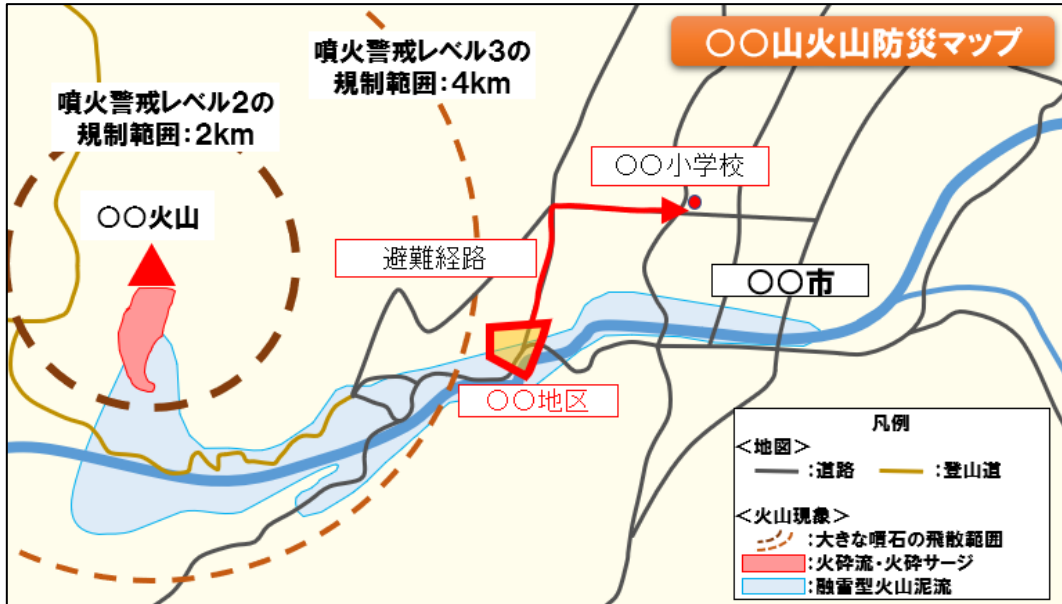 ○○山火山防災マップ
噴火警戒レベル3の
規制範囲：4km
噴火警戒レベル2の
規制範囲：2km
○○小学校
○○火山
避難経路
○○市
○○地区
凡例
＜地図＞
：道路
：登山道
＜火山現象＞
：大きな噴石の飛散範囲
：火砕流・火砕サージ
：融雪型火山泥流